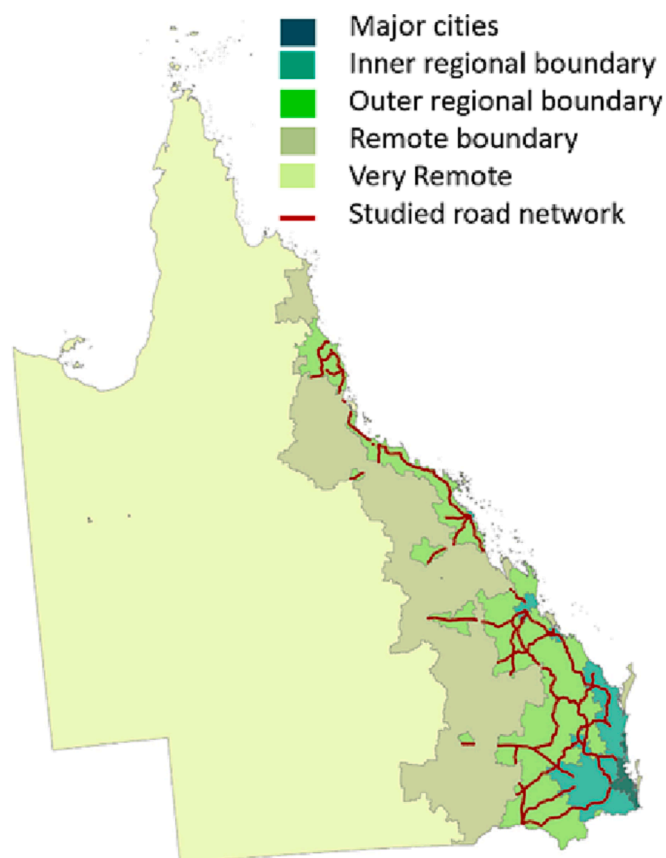 Major cities
Inner regional boundary
Outer regional boundary
Remote boundary
Very Remote
Studied road network